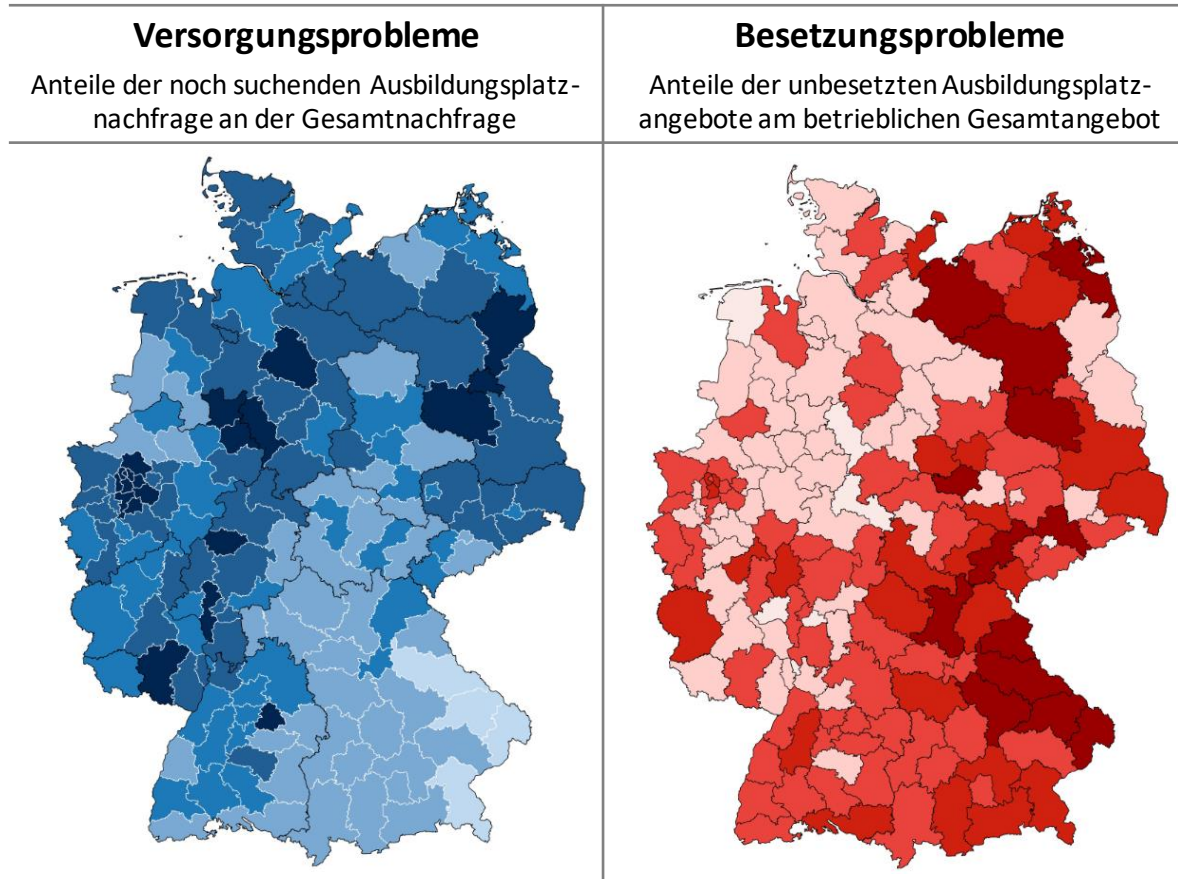 Versorgungsprobleme
Anteile der noch suchenden Ausbildungsplatz-
nachfrage an der Gesamtnachfrage
Besetzungsprobleme
Anteile der unbesetzten Ausbildungsplatz-
angebote am betrieblichen Gesamtangebot